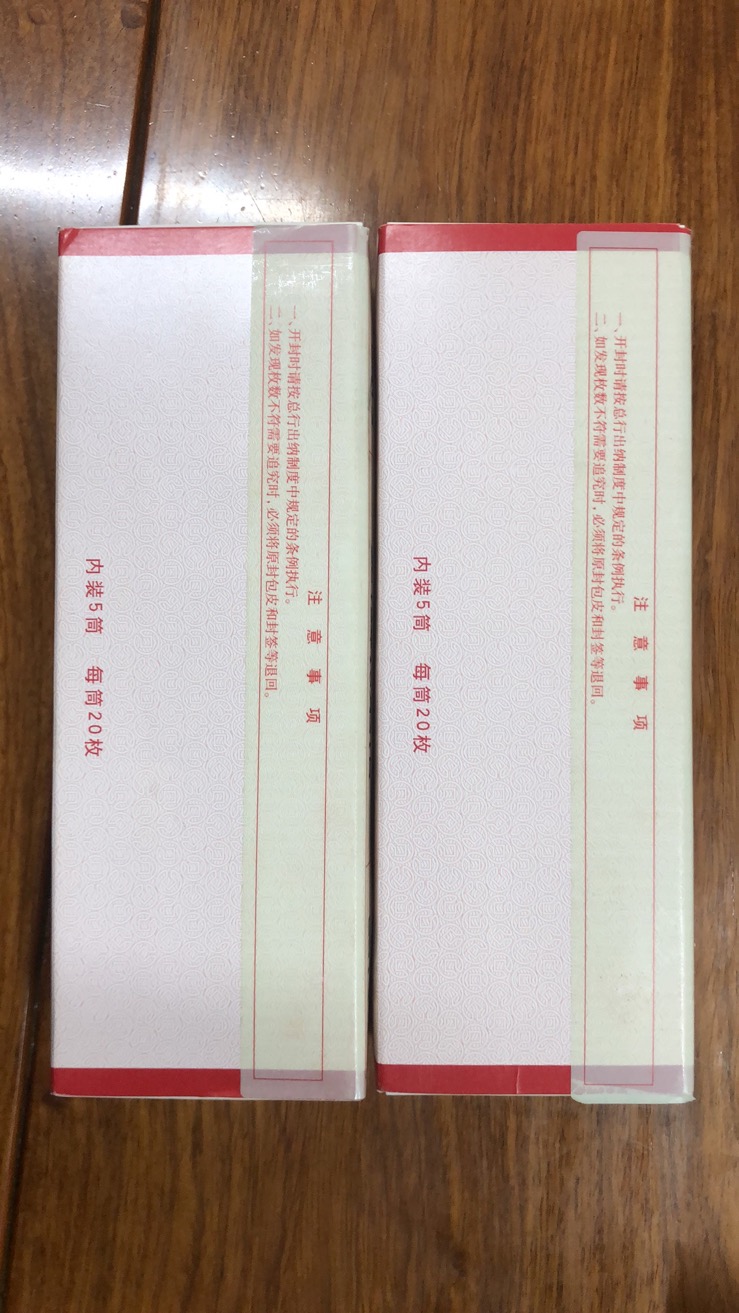 注意事项
一、开封时请按总行出纳制度中规定的条例执行。
二、如发现枚数不符需要追究时，必须将原封包皮和封签等退回。
内装5筒 每筒20枚
注意事项
一、开封时请按总行出纳制度中规定的条例执行。
二、如发现枚数不符需要追究时，必须将原封包皮和封签等退回。
内装5筒 每筒20枚